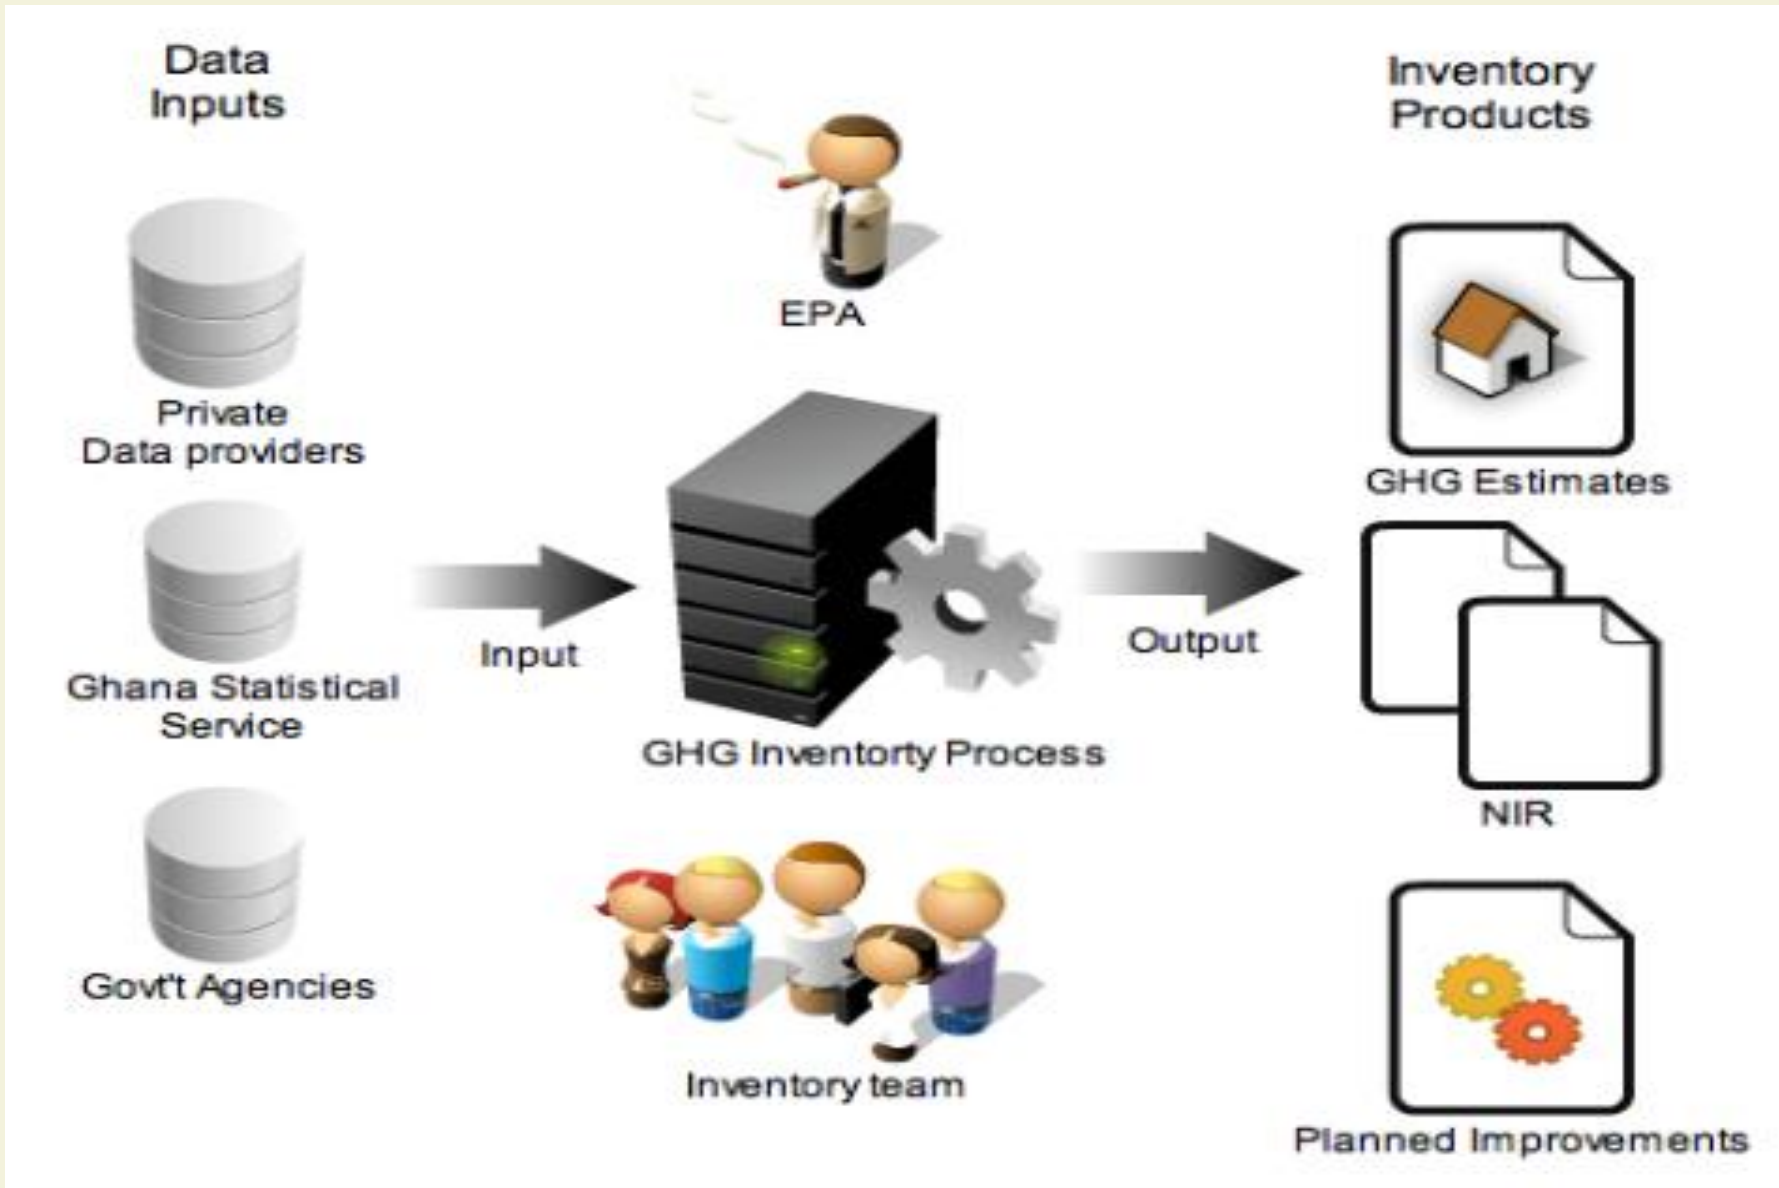 Data
Inputs
Private
Data providers
Ghana Statistical
Service
Govt't Agencies
Input
EPA
GHG Inventorty Process
Inventory team
Output
Inventory
Products
GHG Estimates
NIR
Planned Improvements